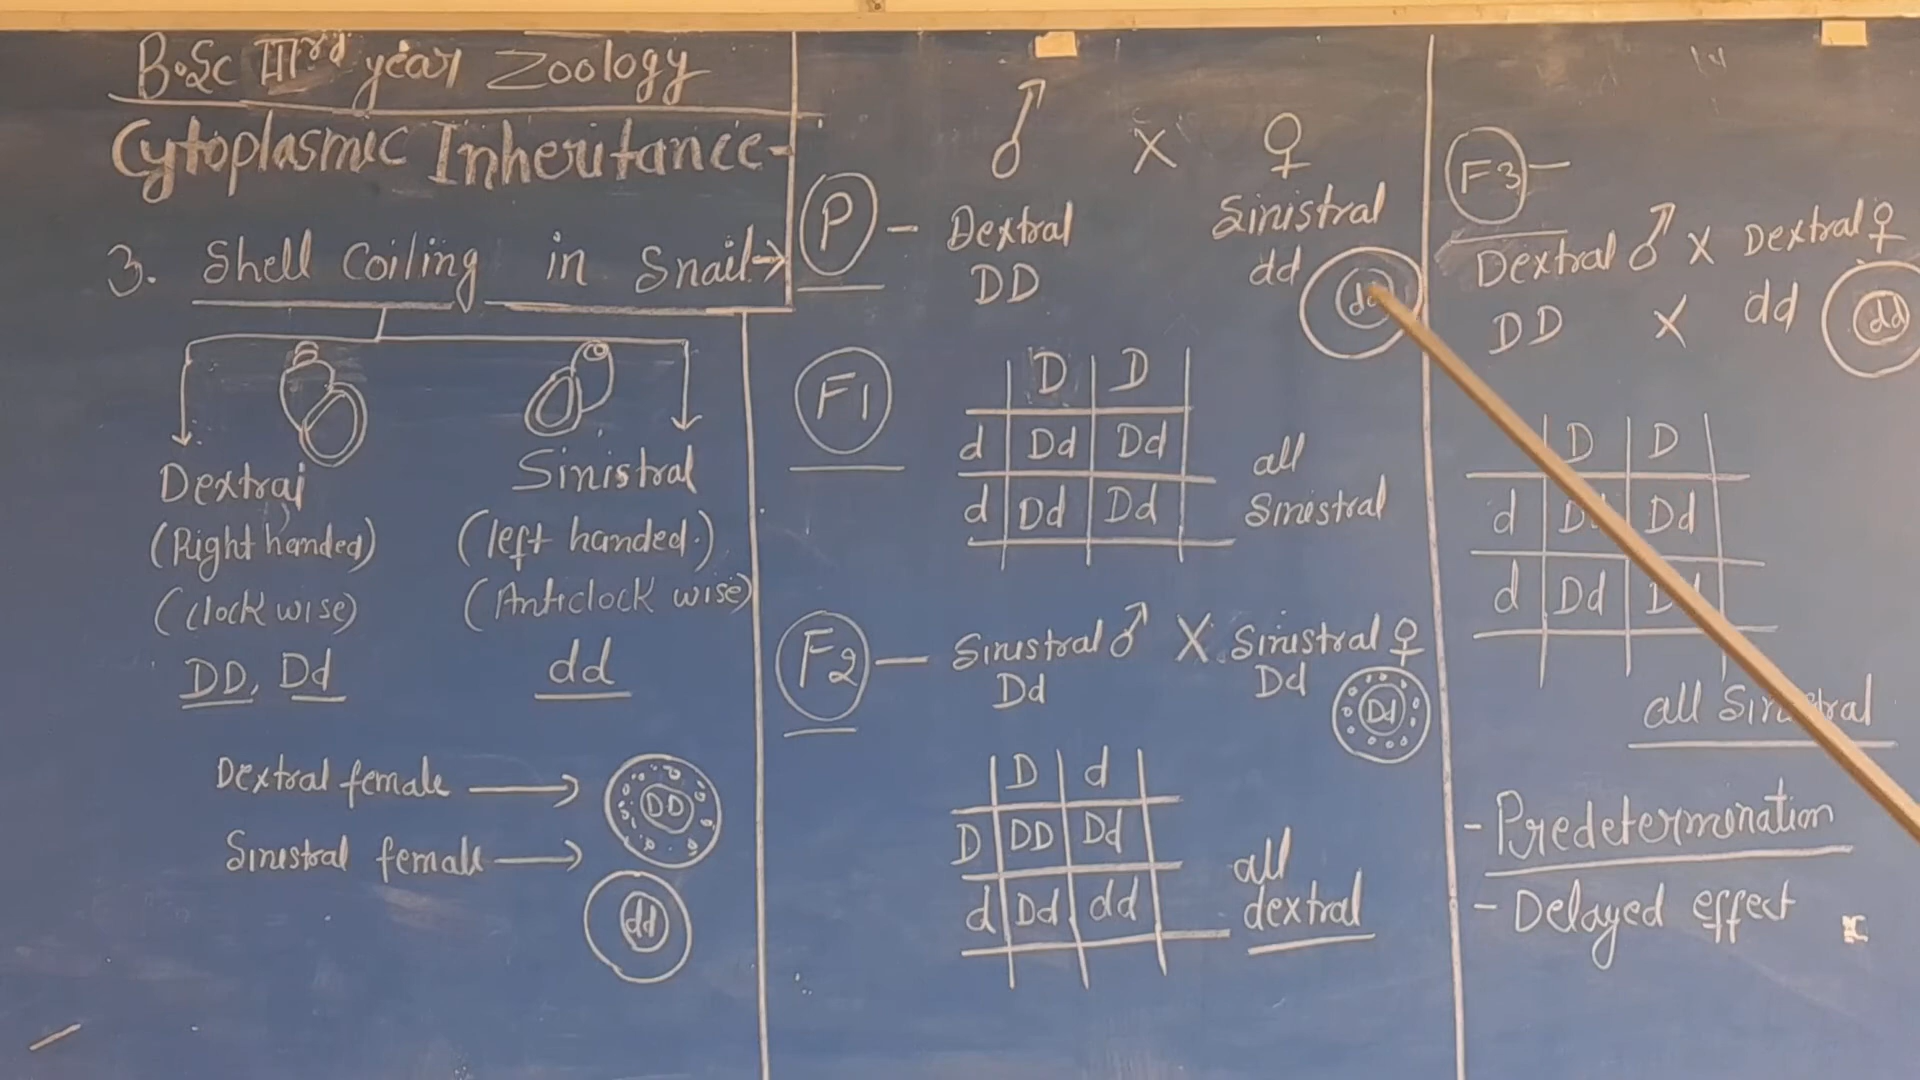 B.Sc IIIrd year Zoology
Cytoplasmic Inheritance-
3. Shell Coiling in Snail→
Dextral
(Right handed)
(Clock wise)
DD, Dd
Sinistral
(left handed.)
(Anticlock wise)
dd
Dextral female → DD
Sinistral female → dd
♂ X ♀
P - Dextral Sinistral
DD dd
F1
D D
d Dd Dd
d Dd Dd
all
Sinistral
F2 - Sinistral ♂ X Sinistral ♀
Dd Dd Dd
D d
D DD Dd
d Dd dd
all
dextral
F3 -
Dextral ♂ X Dextral ♀
DD X dd dd
D D
d Dd
d Dd
all
- Predetermination
- Delayed effect